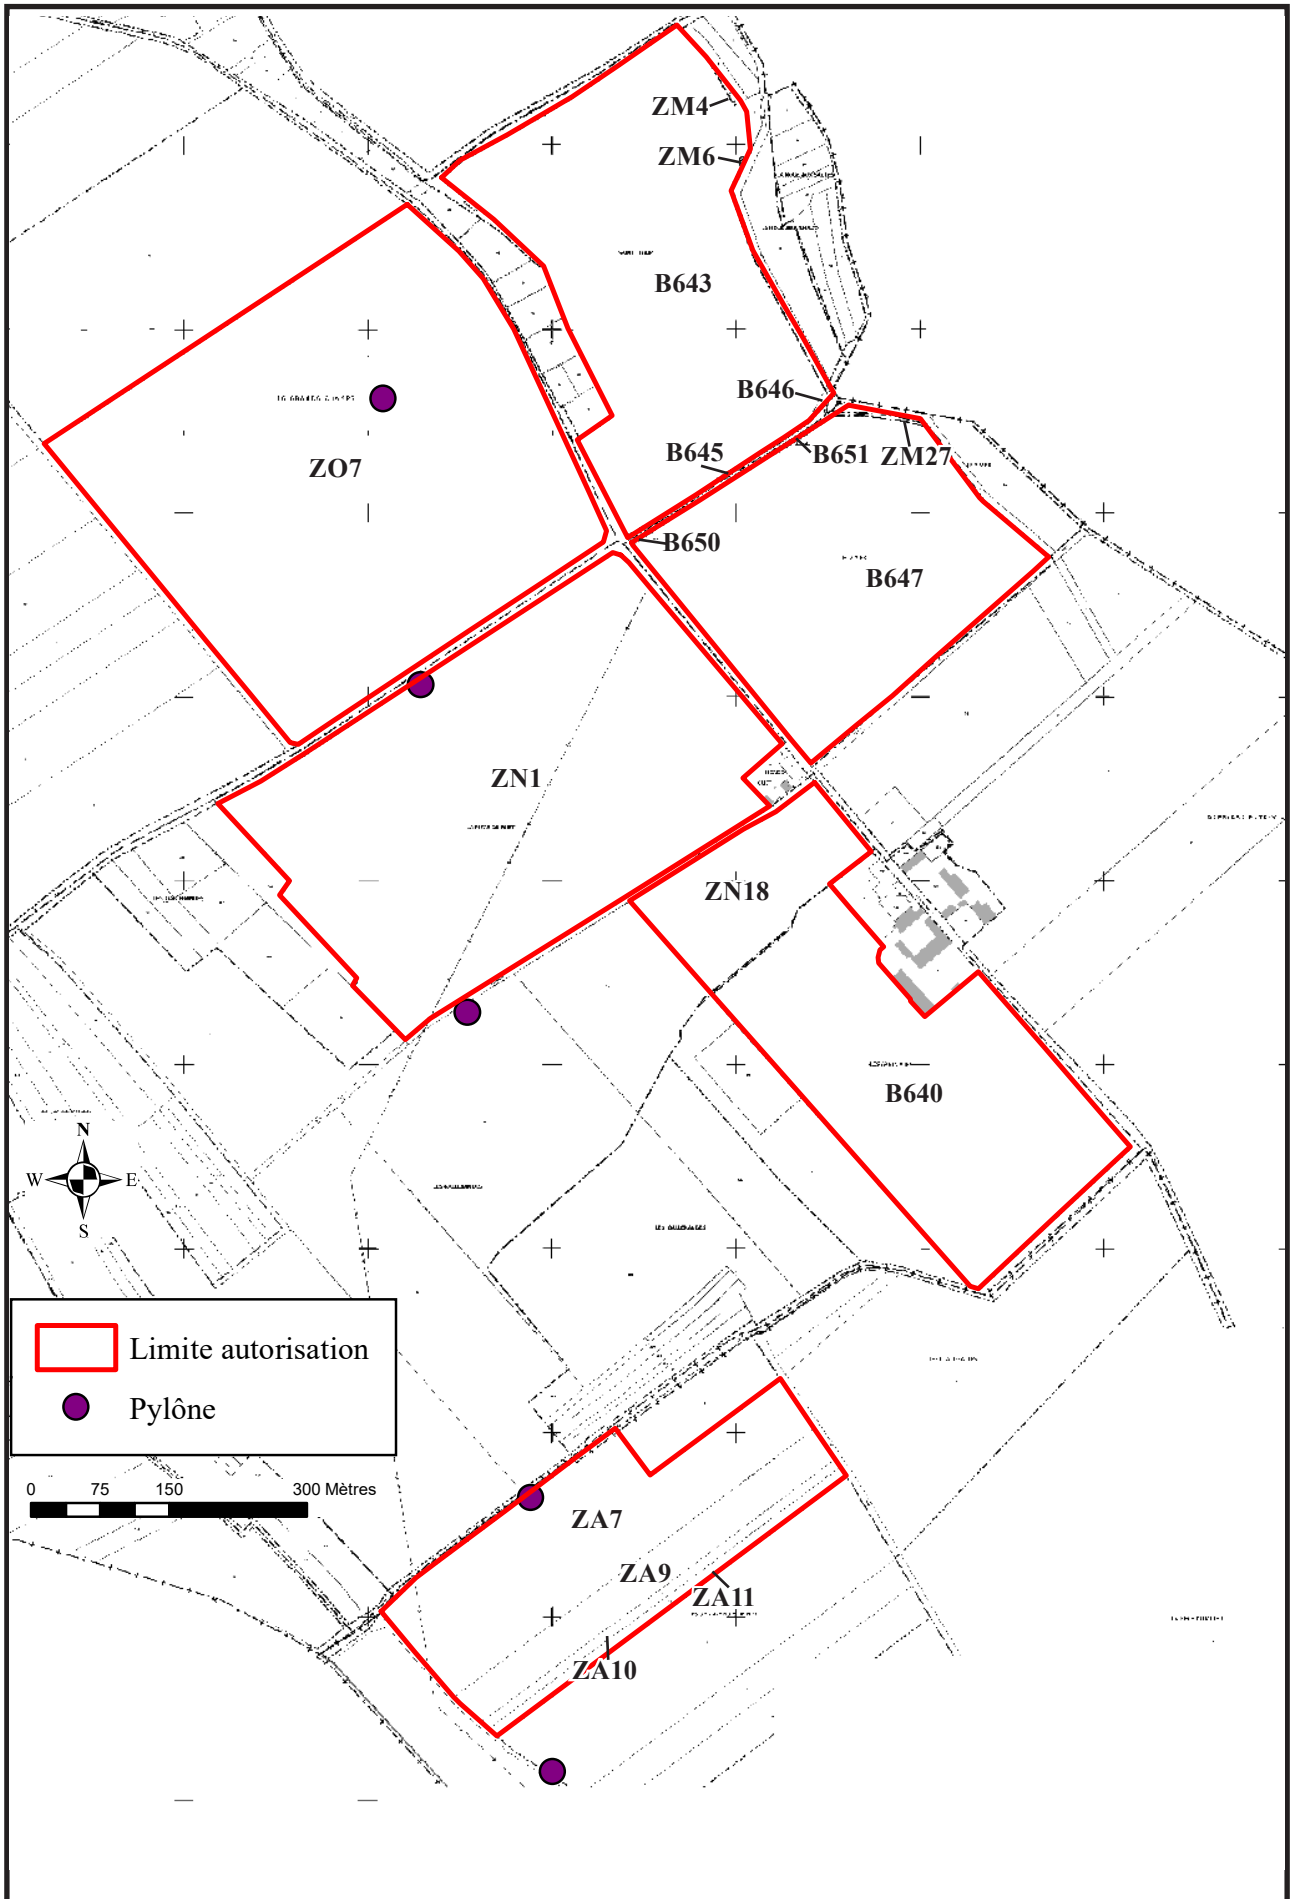 ZM4
ZM6
B643
B646
B645
B651
ZM27
ZO7
B650
B647
ZN1
ZN18
B640
N
W
E
S
Limite autorisation
Pylône
0 75 150 300 Mètres
ZA7
ZA9
ZA11
ZA10